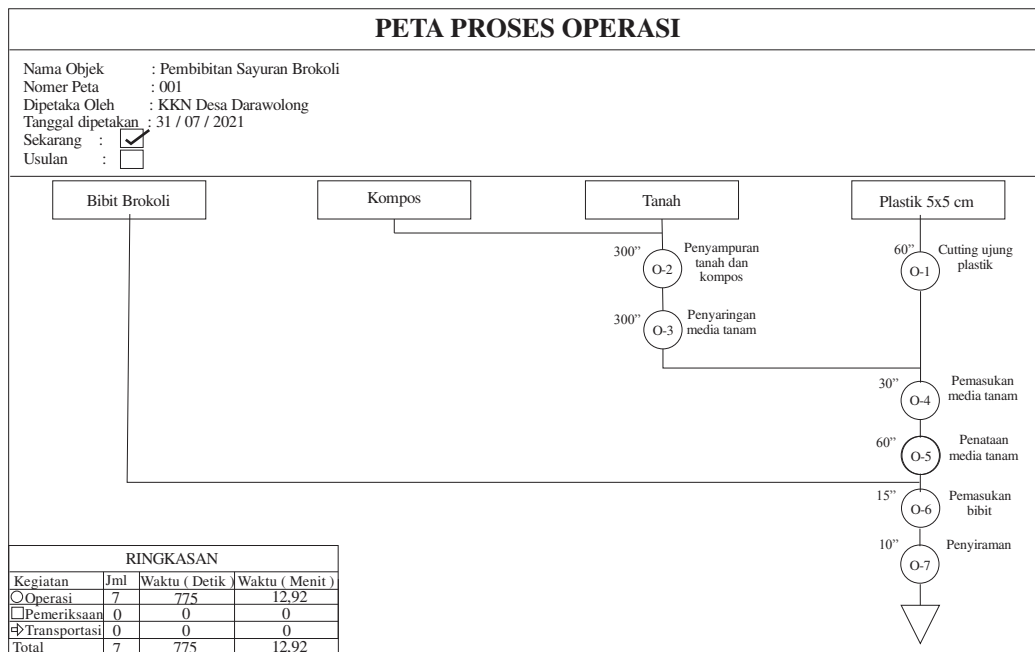 PETA PROSES OPERASI
Nama Objek : Pembibitan Sayuran Brokoli
Nomer Peta : 001
Dipetaka Oleh : KKN Desa Darawolong
Tanggal dipetakan : 31 / 07 / 2021
Sekarang :
Usulan :
Bibit Brokoli
Kompos
Tanah
Plastik 5x5 cm
300”
O-2
Penyampuran
tanah dan
kompos
60”
O-1
Cutting ujung
plastik
300”
O-3
Penyaringan
media tanam
30”
O-4
Pemasukan
media tanam
60”
O-5
Penataan
media tanam
15”
O-6
Pemasukan
bibit
10”
O-7
Penyiraman
RINGKASAN
Kegiatan Jml Waktu ( Detik ) Waktu ( Menit )
Operasi 7 775 12,92
Pemeriksaan 0 0 0
Transportasi 0 0 0
Total 7 775 12,92